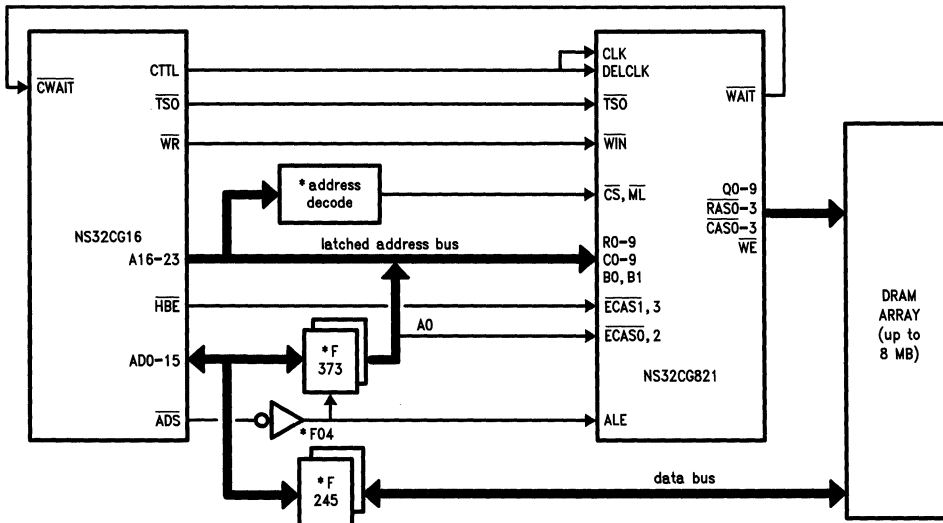 CWAIT
CTTL
TSO
WR
NS32CG16
A16-23
HBE
AD0-15
ADS
* address
decode
latched address bus
A0
*F
373
*F04
*F
245
data bus
CLK
DELCLK
TSO
WIN
CS, ML
R0-9
C0-9
B0, B1
ECAS1, 3
ECAS0, 2
NS32CG821
ALE
WAIT
Q0-9
RAS0-3
CAS0-3
WE
DRAM
ARRAY
(up to
8 MB)